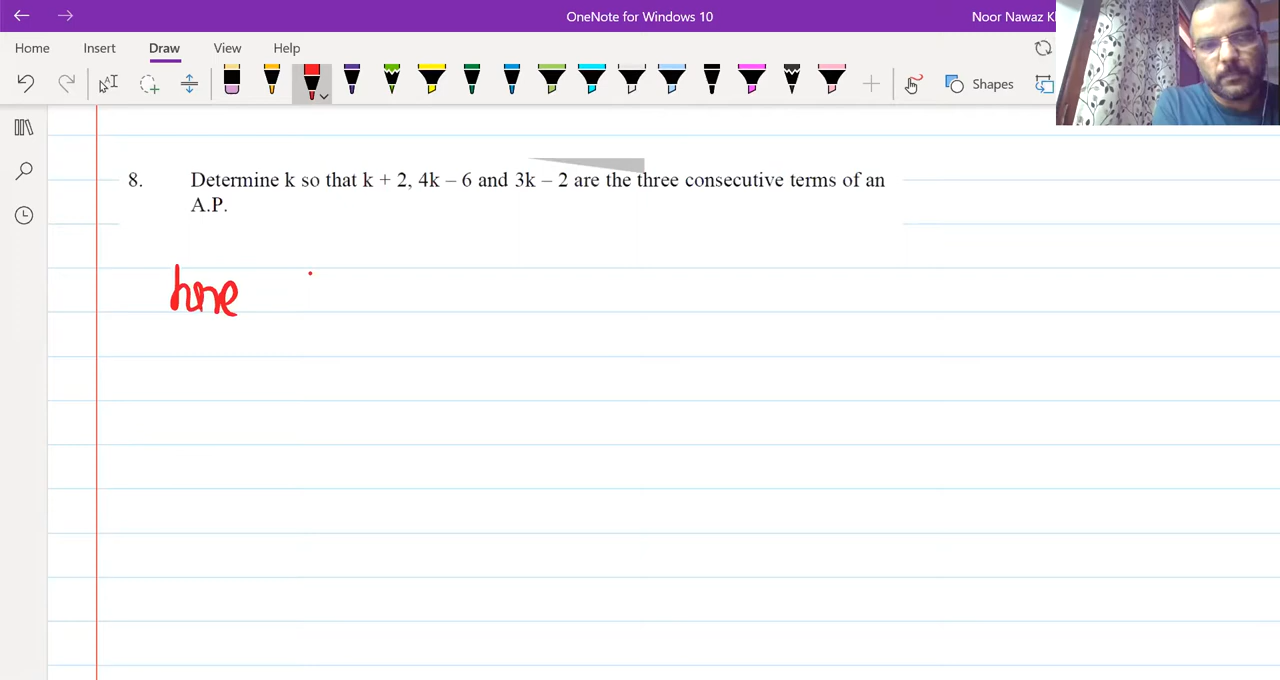 OneNote for Windows 10
Noor Nawaz
Home Insert Draw View Help
Shapes
8. Determine k so that k + 2, 4k – 6 and 3k – 2 are the three consecutive terms of an
A.P.